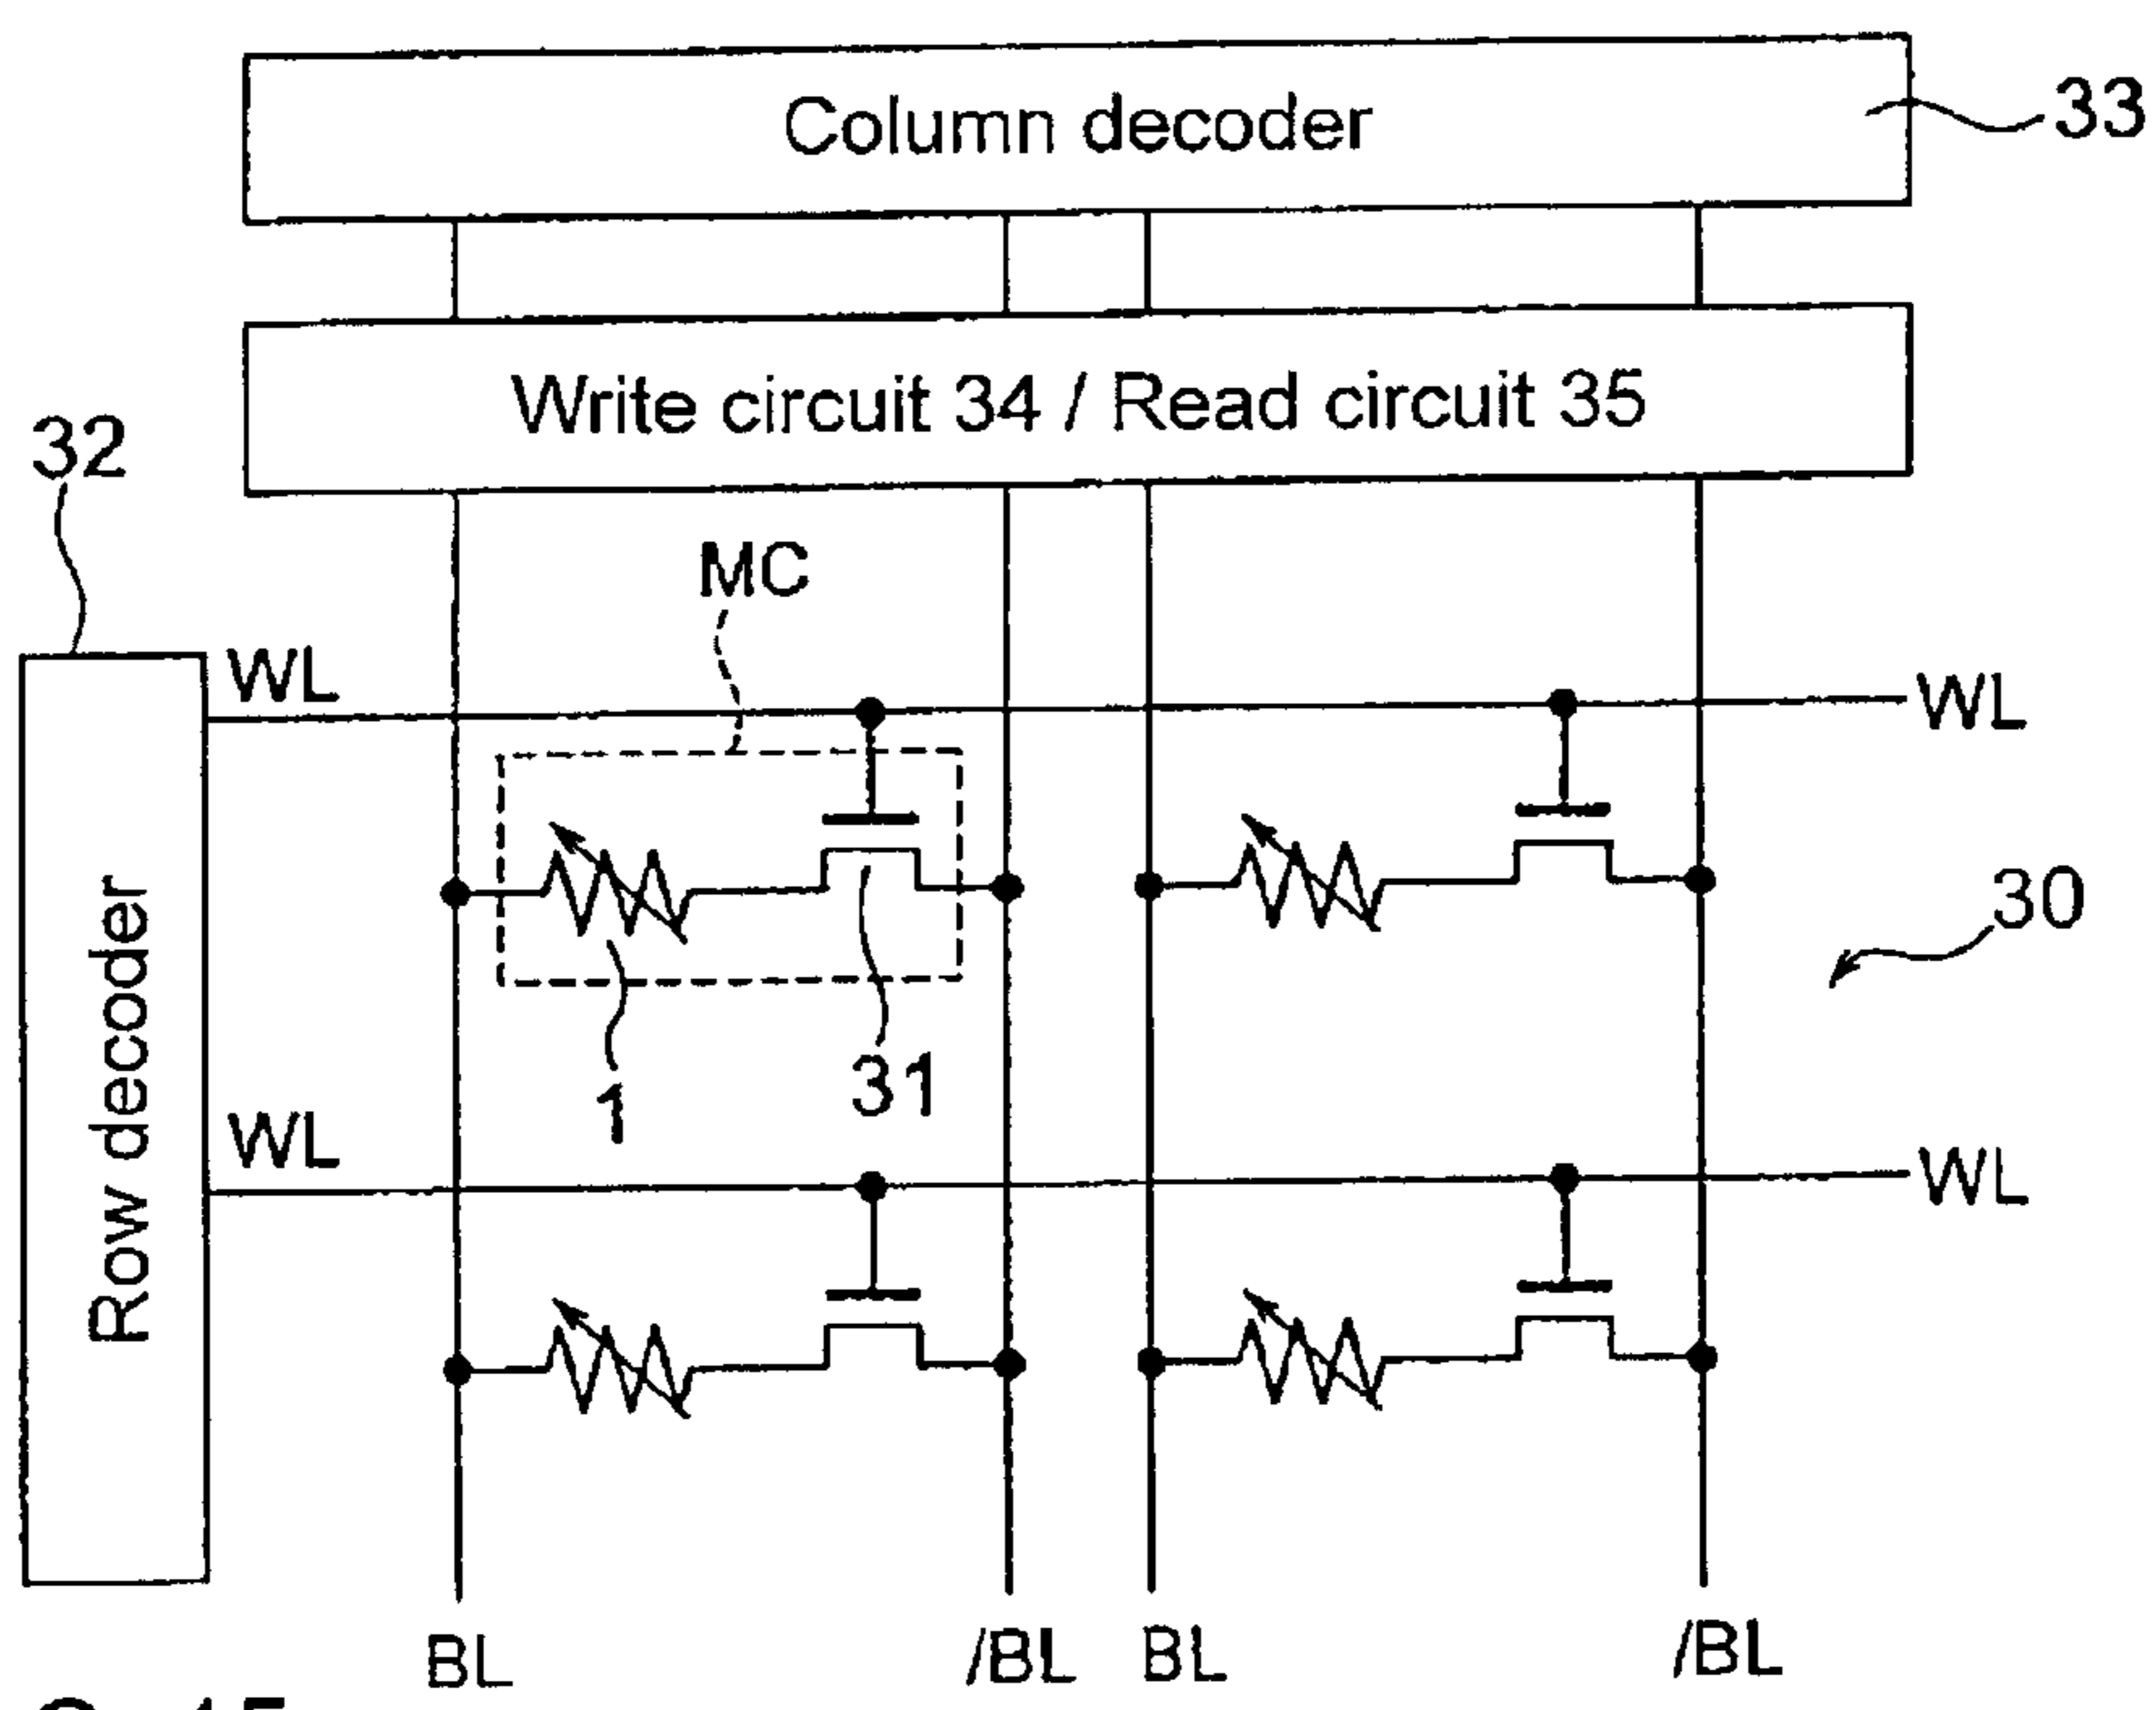 Column decoder
33
Write circuit 34 / Read circuit 35
32
MC
WL
WL
30
Row decoder
1
31
WL
WL
BL
/BL
BL
/BL